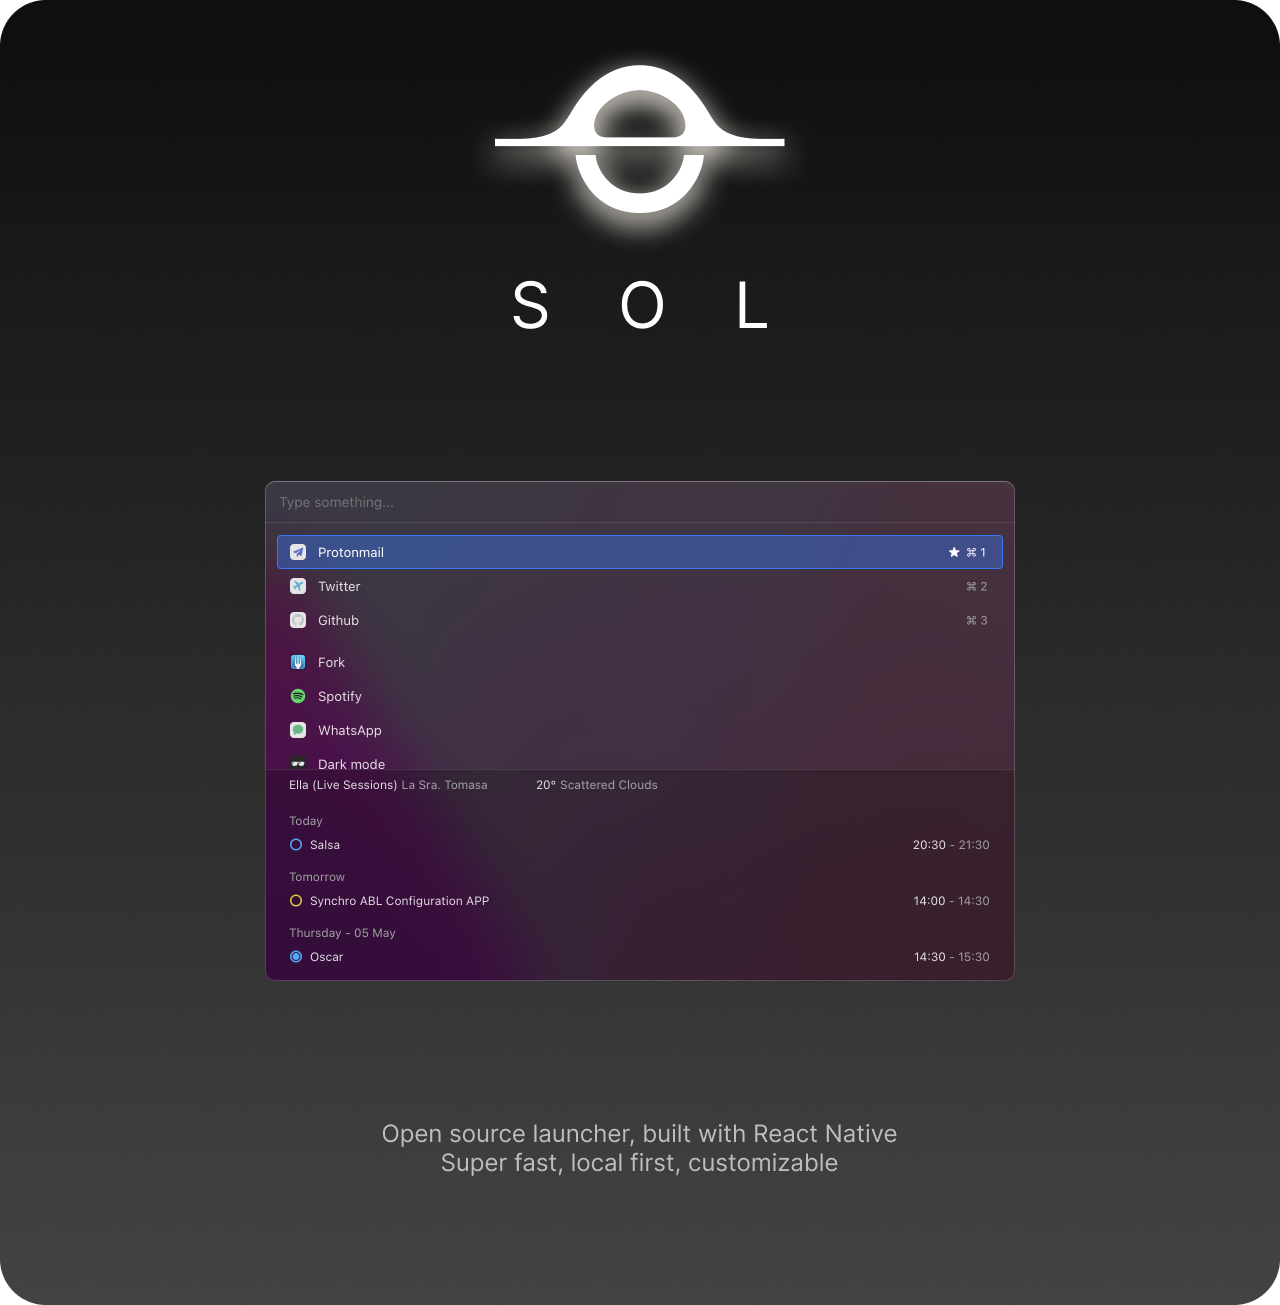 S O L
Type something...
Protonmail ★ ⌘ 1
Twitter ⌘ 2
Github ⌘ 3
Fork
Spotify
WhatsApp
Dark mode
Ella (Live Sessions) La Sra. Tomasa 20° Scattered Clouds
Today
Salsa 20:30 - 21:30
Tomorrow
Synchro ABL Configuration APP 14:00 - 14:30
Thursday - 05 May
Oscar 14:30 - 15:30
Open source launcher, built with React Native
Super fast, local first, customizable